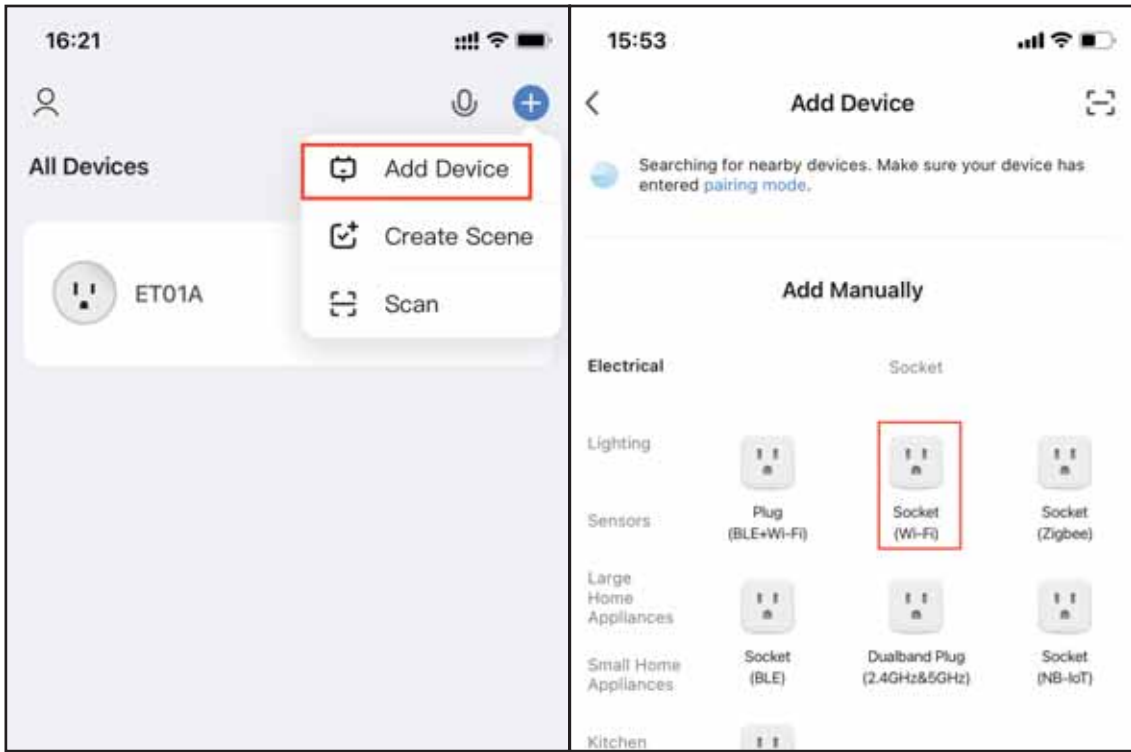 16:21
All Devices
Add Device
Create Scene
Scan
ET01A
15:53
Add Device
Searching for nearby devices. Make sure your device has
entered pairing mode.
Add Manually
Electrical
Lighting
Sensors
Large
Home
Appliances
Small Home
Appliances
Kitchen
Socket
Plug
(BLE+Wi-Fi)
Socket
(Wi-Fi)
Socket
(Zigbee)
Socket
(BLE)
Dualband Plug
(2.4GHz&5GHz)
Socket
(NB-IoT)